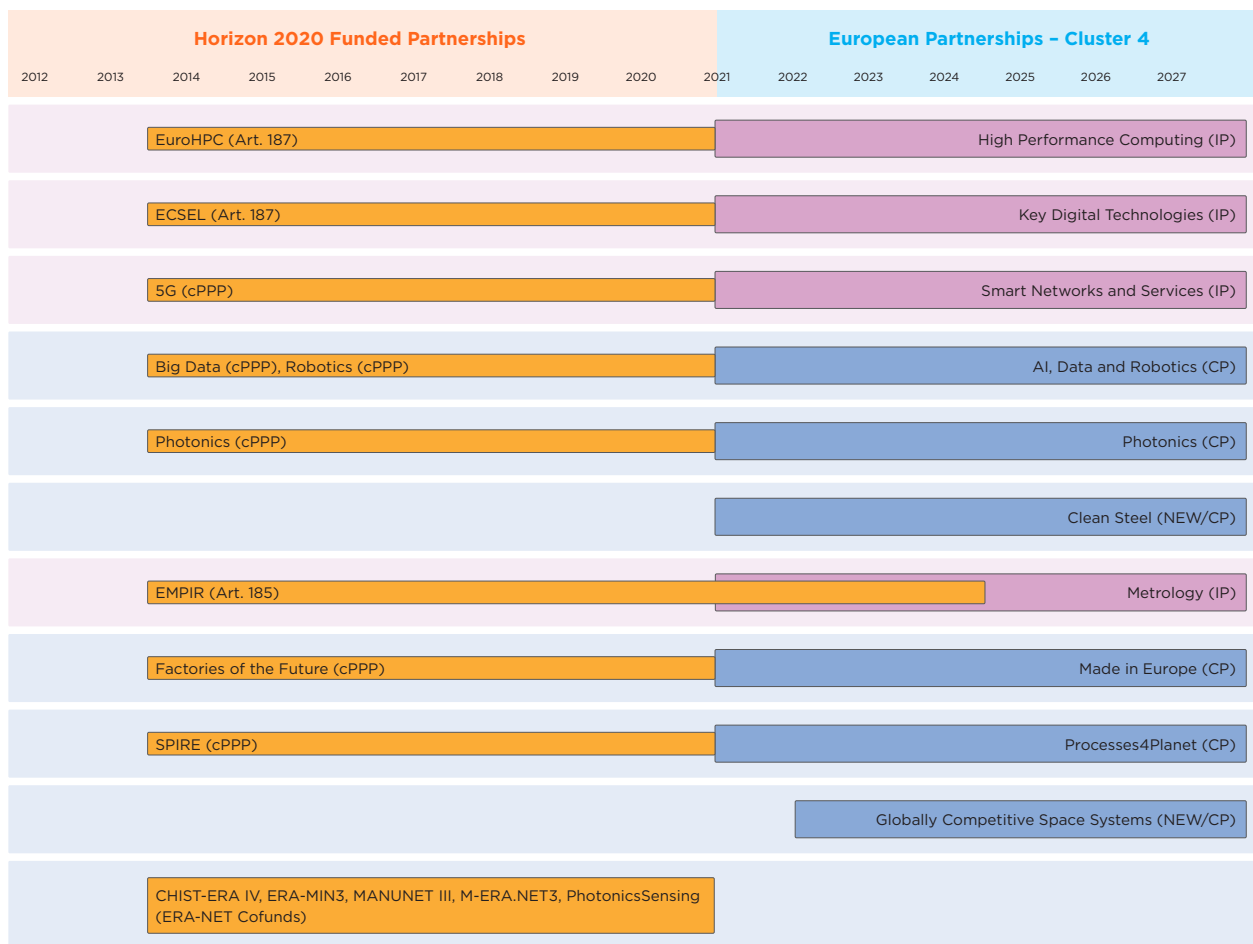 Horizon 2020 Funded Partnerships
European Partnerships – Cluster 4
2012 2013 2014 2015 2016 2017 2018 2019 2020 2021 2022 2023 2024 2025 2026 2027
EuroHPC (Art. 187)
High Performance Computing (IP)
ECSEL (Art. 187)
Key Digital Technologies (IP)
5G (cPPP)
Smart Networks and Services (IP)
Big Data (cPPP), Robotics (cPPP)
AI, Data and Robotics (CP)
Photonics (cPPP)
Photonics (CP)
Clean Steel (NEW/CP)
EMPIR (Art. 185)
Metrology (IP)
Factories of the Future (cPPP)
Made in Europe (CP)
SPIRE (cPPP)
Processes4Planet (CP)
Globally Competitive Space Systems (NEW/CP)
CHIST-ERA IV, ERA-MIN3, MANUNET III, M-ERA.NET3, PhotonicsSensing
(ERA-NET Cofunds)